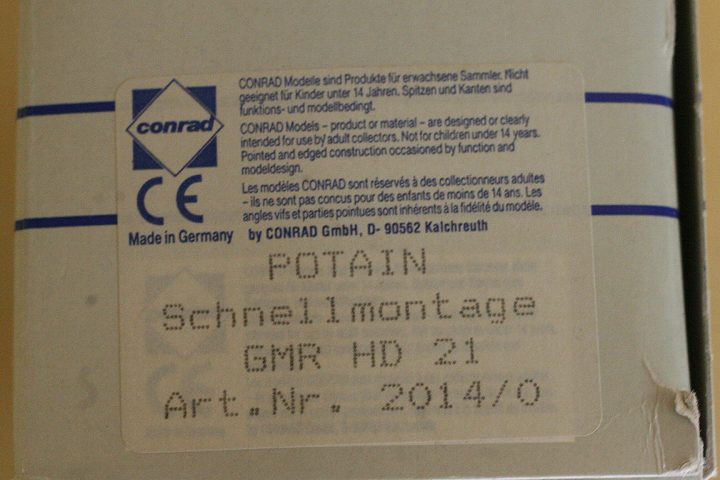 CONRAD Modelle sind Produkte für erwachsene Sammler. Nicht
geeignet für Kinder unter 14 Jahren. Spitzen und Kanten sind
funktions- und modellbedingt.
conrad
CONRAD Models – product or material – are designed or clearly
intended for use by adult collectors. Not for children under 14 years.
Pointed and edged construction occasioned by function and
modeldesign.
CE
Les modèles CONRAD sont réservés à des collectionneurs adultes
– ils ne sont pas concus pour des enfants de moins de 14 ans. Les
angles vifs et parties pointues sont inhérents à la fidélité du modèle.
Made in Germany by CONRAD GmbH, D- 90562 Kalchreuth
POTAIN
Schnellmontage
GMR HD 21
Art.Nr. 2014/0